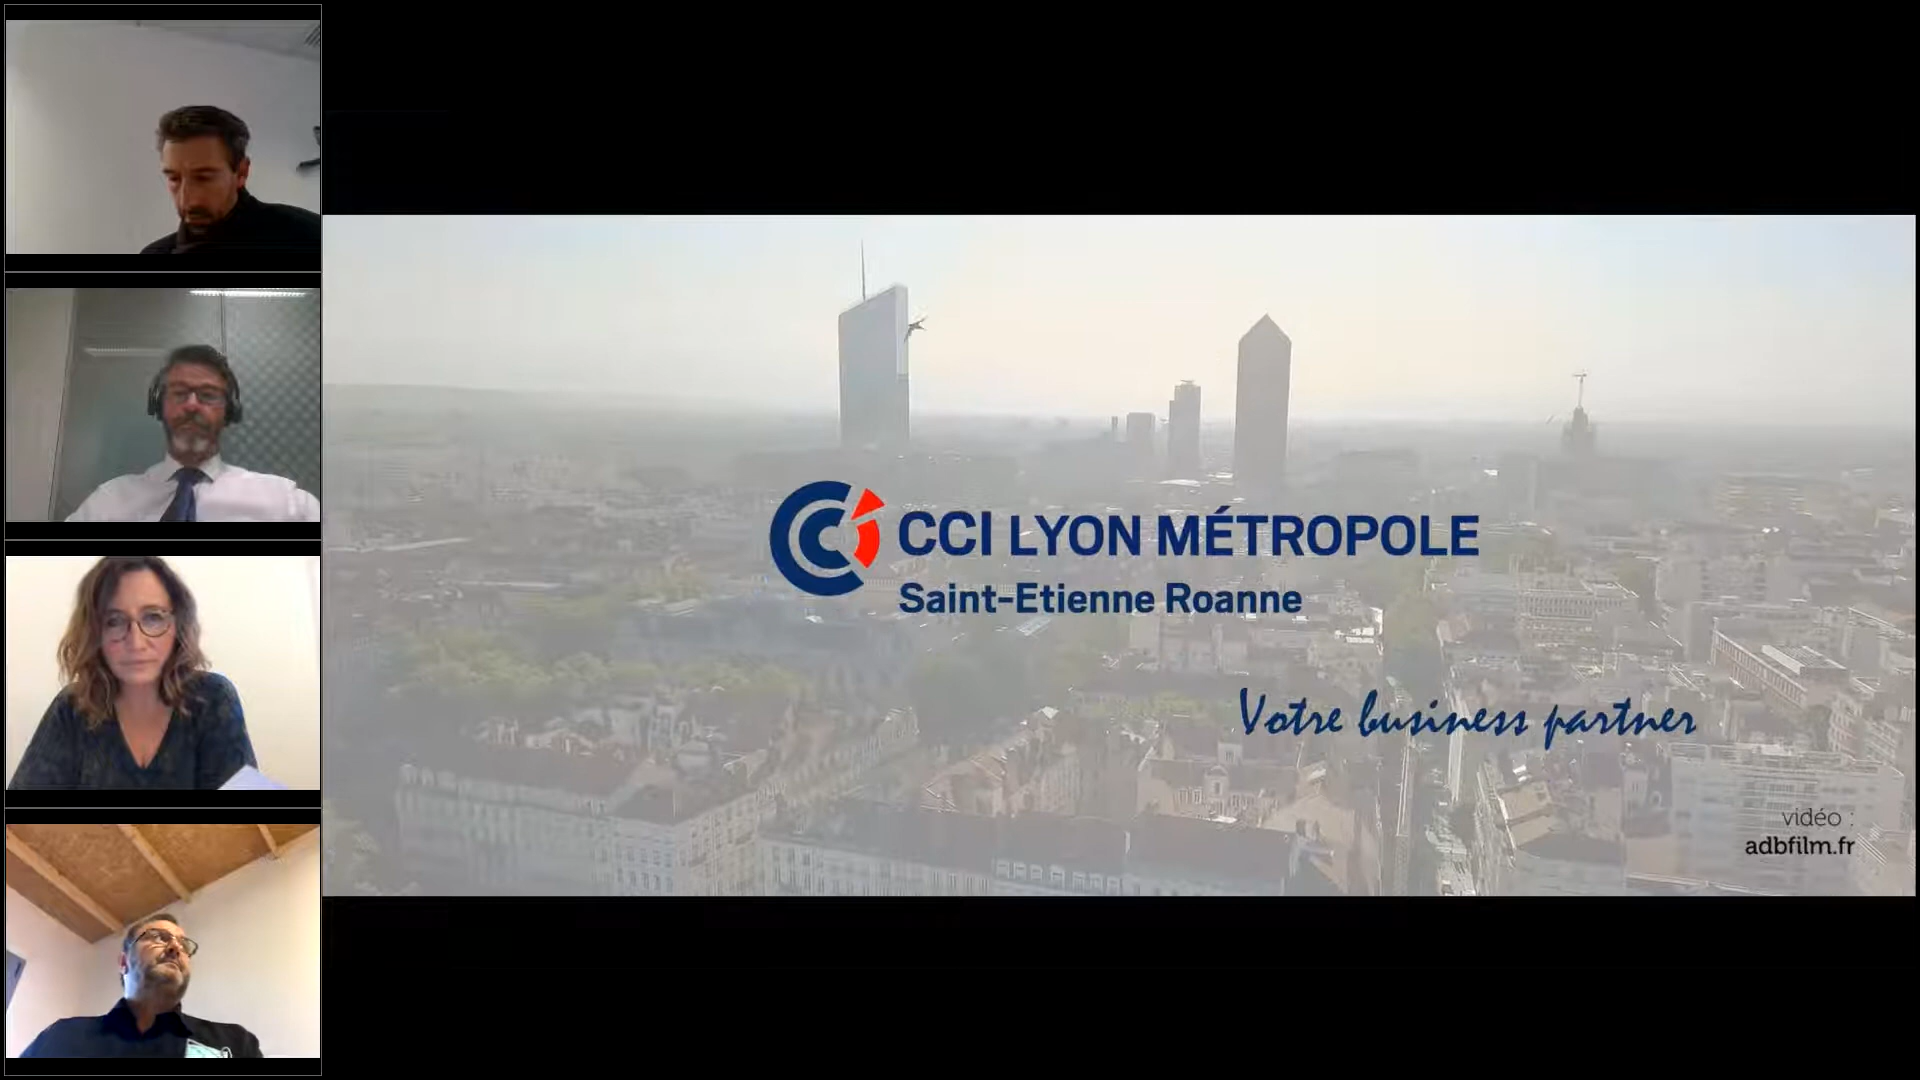 CCI LYON MÉTROPOLE
Saint-Etienne Roanne
Votre business partner
vidéo :
adbfilm.fr